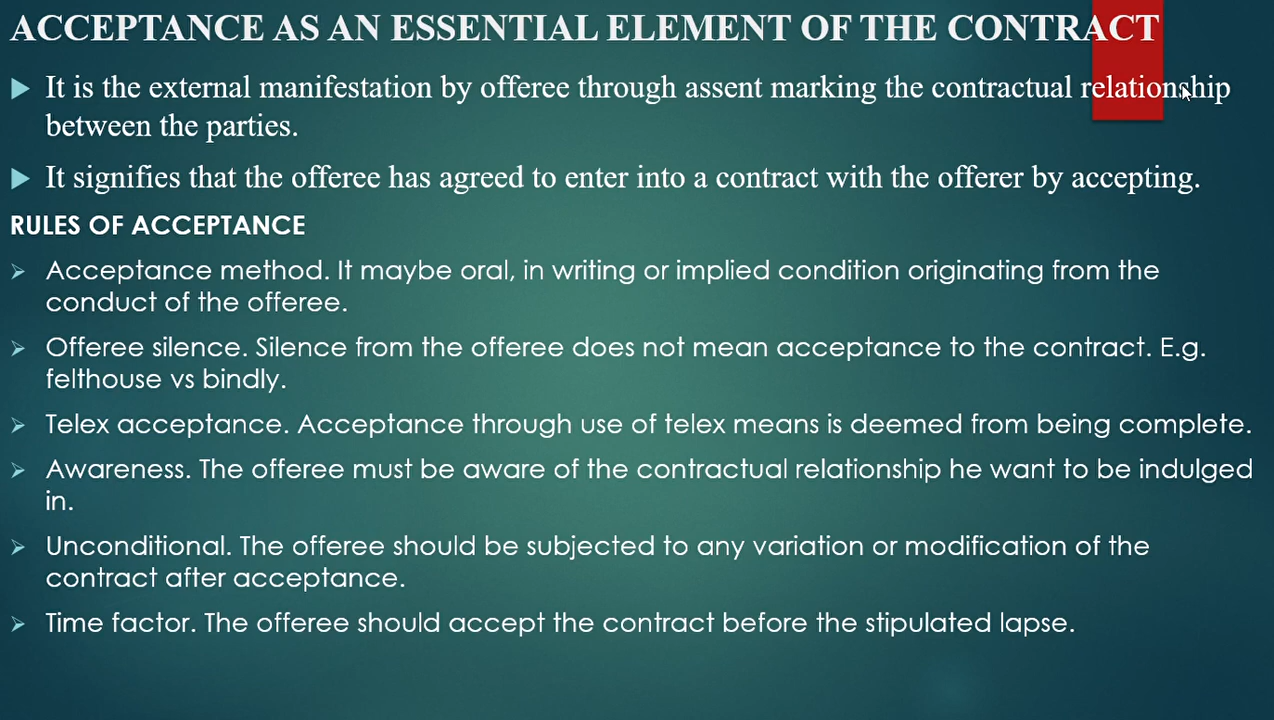 ACCEPTANCE AS AN ESSENTIAL ELEMENT OF THE CONTRACT
It is the external manifestation by offeree through assent marking the contractual relationship
between the parties.
It signifies that the offeree has agreed to enter into a contract with the offerer by accepting.
RULES OF ACCEPTANCE
Acceptance method. It maybe oral, in writing or implied condition originating from the
conduct of the offeree.
Offeree silence. Silence from the offeree does not mean acceptance to the contract. E.g.
felthouse vs bindly.
Telex acceptance. Acceptance through use of telex means is deemed from being complete.
Awareness. The offeree must be aware of the contractual relationship he want to be indulged
in.
Unconditional. The offeree should be subjected to any variation or modification of the
contract after acceptance.
Time factor. The offeree should accept the contract before the stipulated lapse.